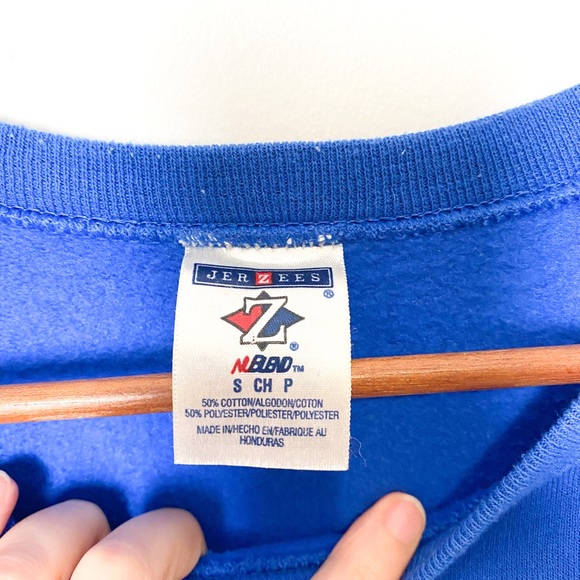 JERZEES
®
Z
®
NUBLEND™
S CH P
50% COTTON/ALGODON/COTON
50% POLYESTER/POLIESTER/POLYESTER
MADE IN/HECHO EN/FABRIQUE AU
HONDURAS